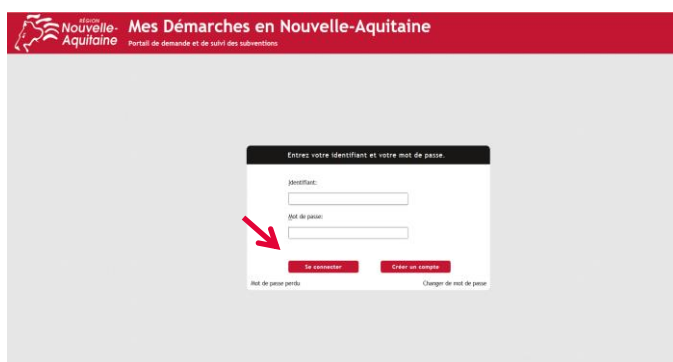 RÉGION
Nouvelle-
Aquitaine
Mes Démarches en Nouvelle-Aquitaine
Portail de demande et de suivi des subventions
Entrez votre identifiant et votre mot de passe.
Identifiant:
Mot de passe:
Se connecter
Créer un compte
Mot de passe perdu
Changer de mot de passe